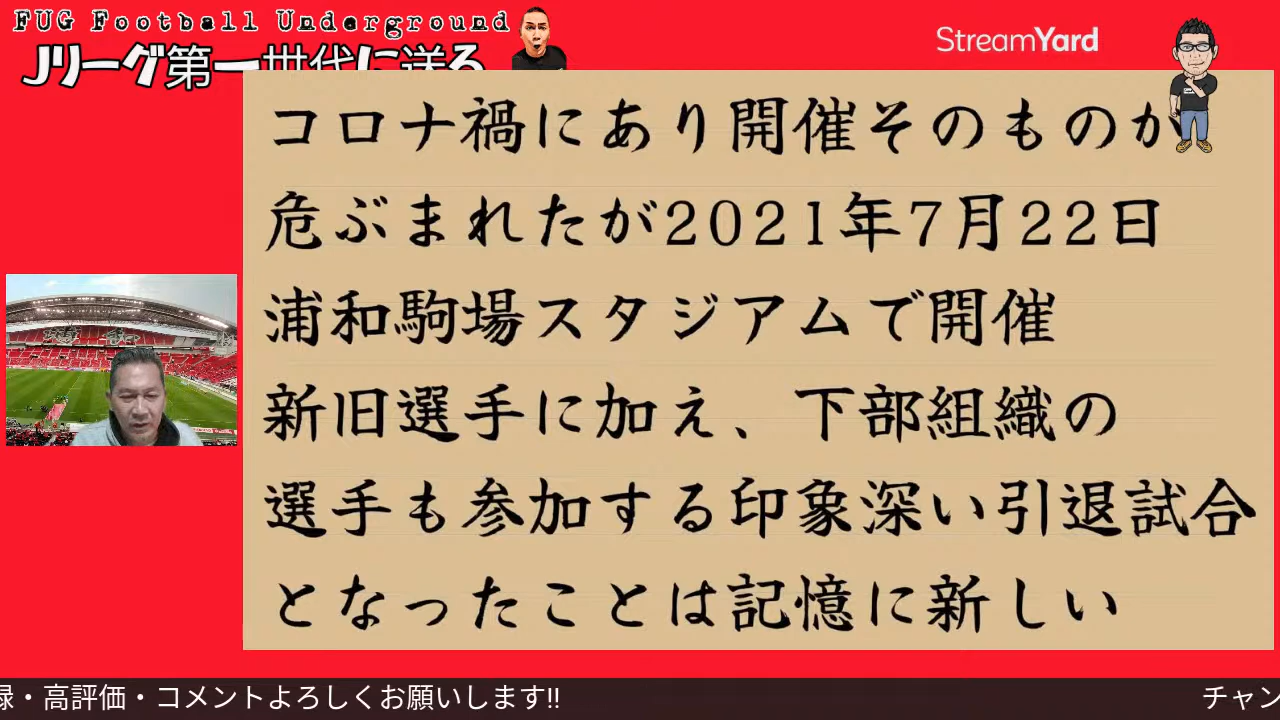 FUG Football Underground
Jリーグ第一世代に送る
StreamYard
コロナ禍にあり開催そのものが
危ぶまれたが2021年7月22日
浦和駒場スタジアムで開催
新旧選手に加え、下部組織の
選手も参加する印象深い引退試合
となったことは記憶に新しい
録・高評価・コメントよろしくお願いします!!
チャン